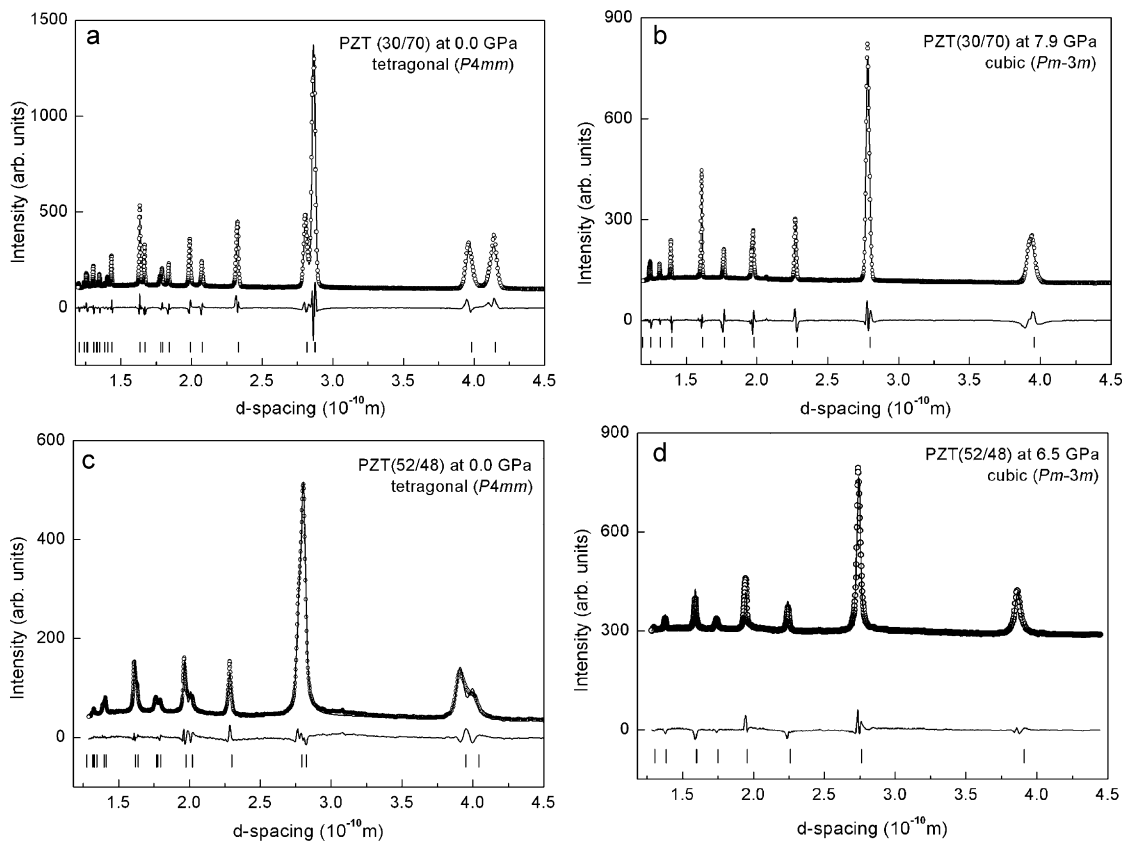 a
PZT (30/70) at 0.0 GPa
tetragonal (P4mm)
Intensity (arb. units)
1500
1000
500
0
1.5 2.0 2.5 3.0 3.5 4.0 4.5
d-spacing (10⁻¹⁰m)
b
PZT(30/70) at 7.9 GPa
cubic (Pm-3m)
Intensity (arb. units)
900
600
300
0
1.5 2.0 2.5 3.0 3.5 4.0 4.5
d-spacing (10⁻¹⁰m)
c
PZT(52/48) at 0.0 GPa
tetragonal (P4mm)
Intensity (arb. units)
600
400
200
0
1.5 2.0 2.5 3.0 3.5 4.0 4.5
d-spacing (10⁻¹⁰m)
d
PZT(52/48) at 6.5 GPa
cubic (Pm-3m)
Intensity (arb. units)
900
600
300
0
1.5 2.0 2.5 3.0 3.5 4.0 4.5
d-spacing (10⁻¹⁰m)